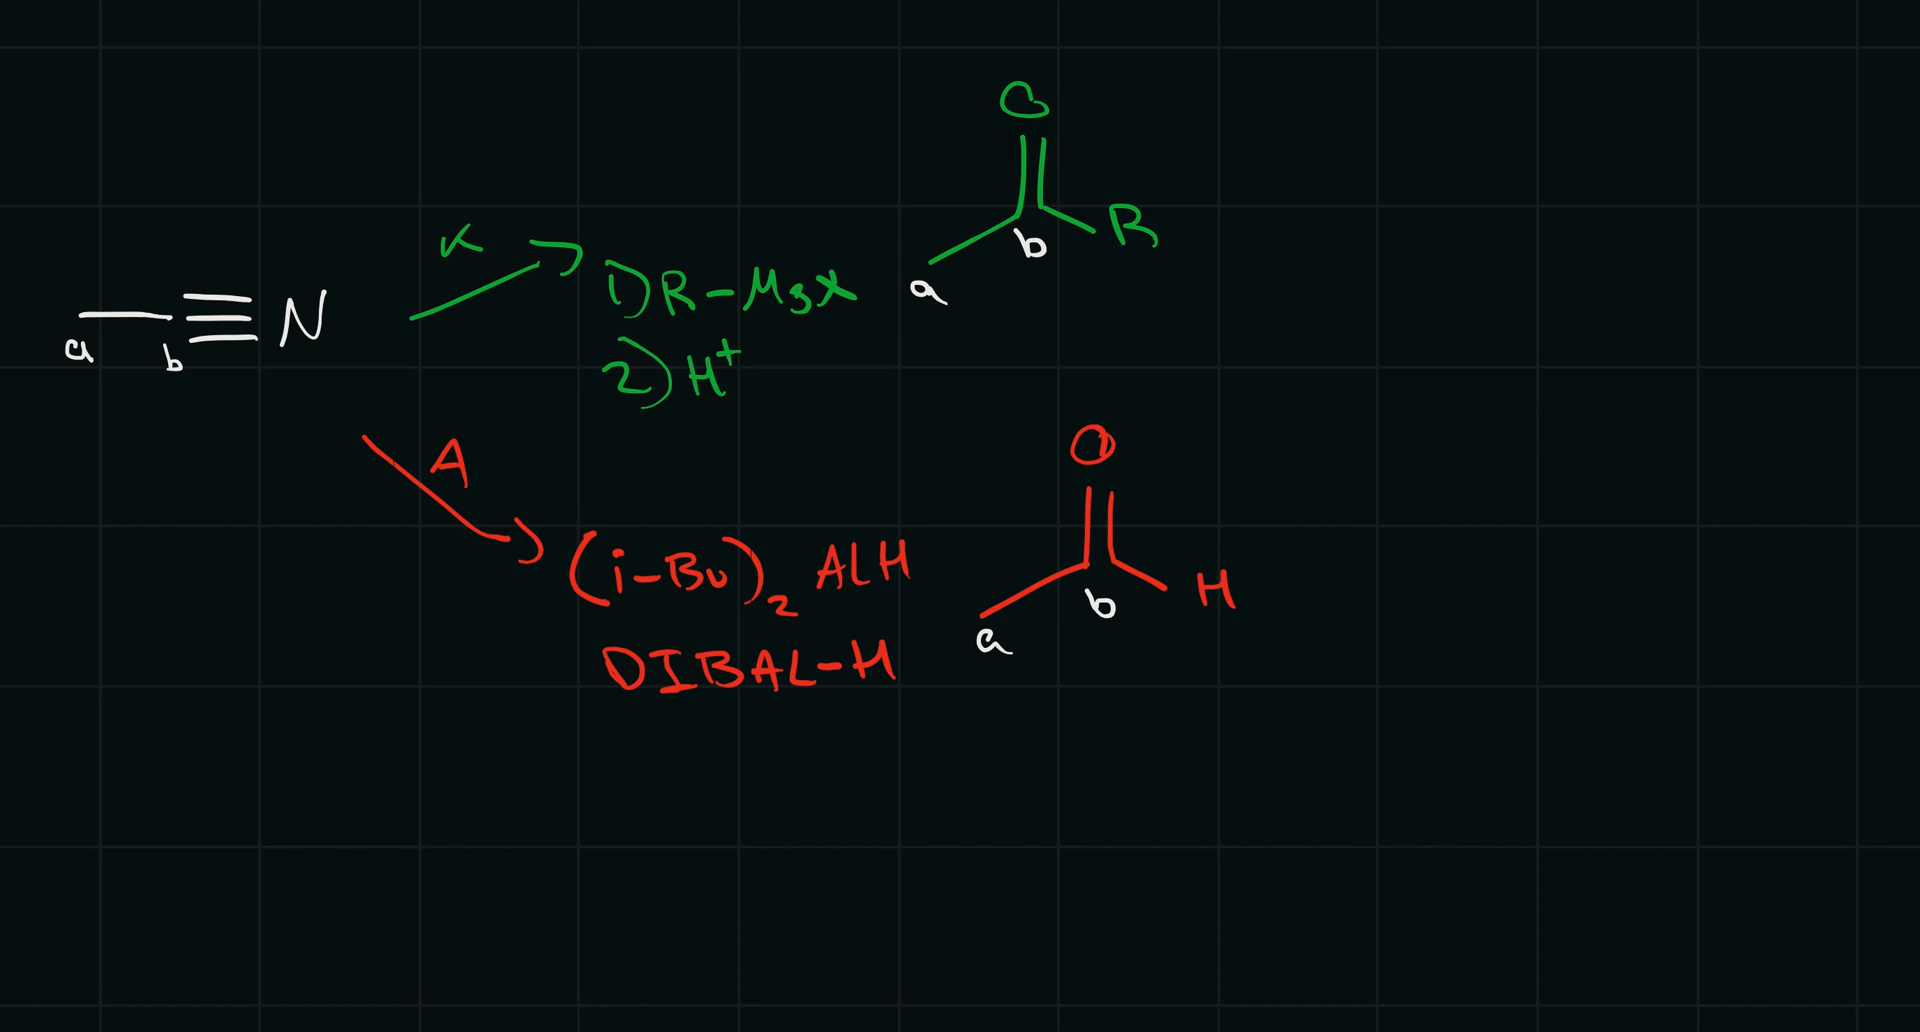 O
K
R
b
1) R-MgX
a
N
a b
2) H⁺
O
A
(i-Bu)₂ ALH
H
b
a
DIBAL-H